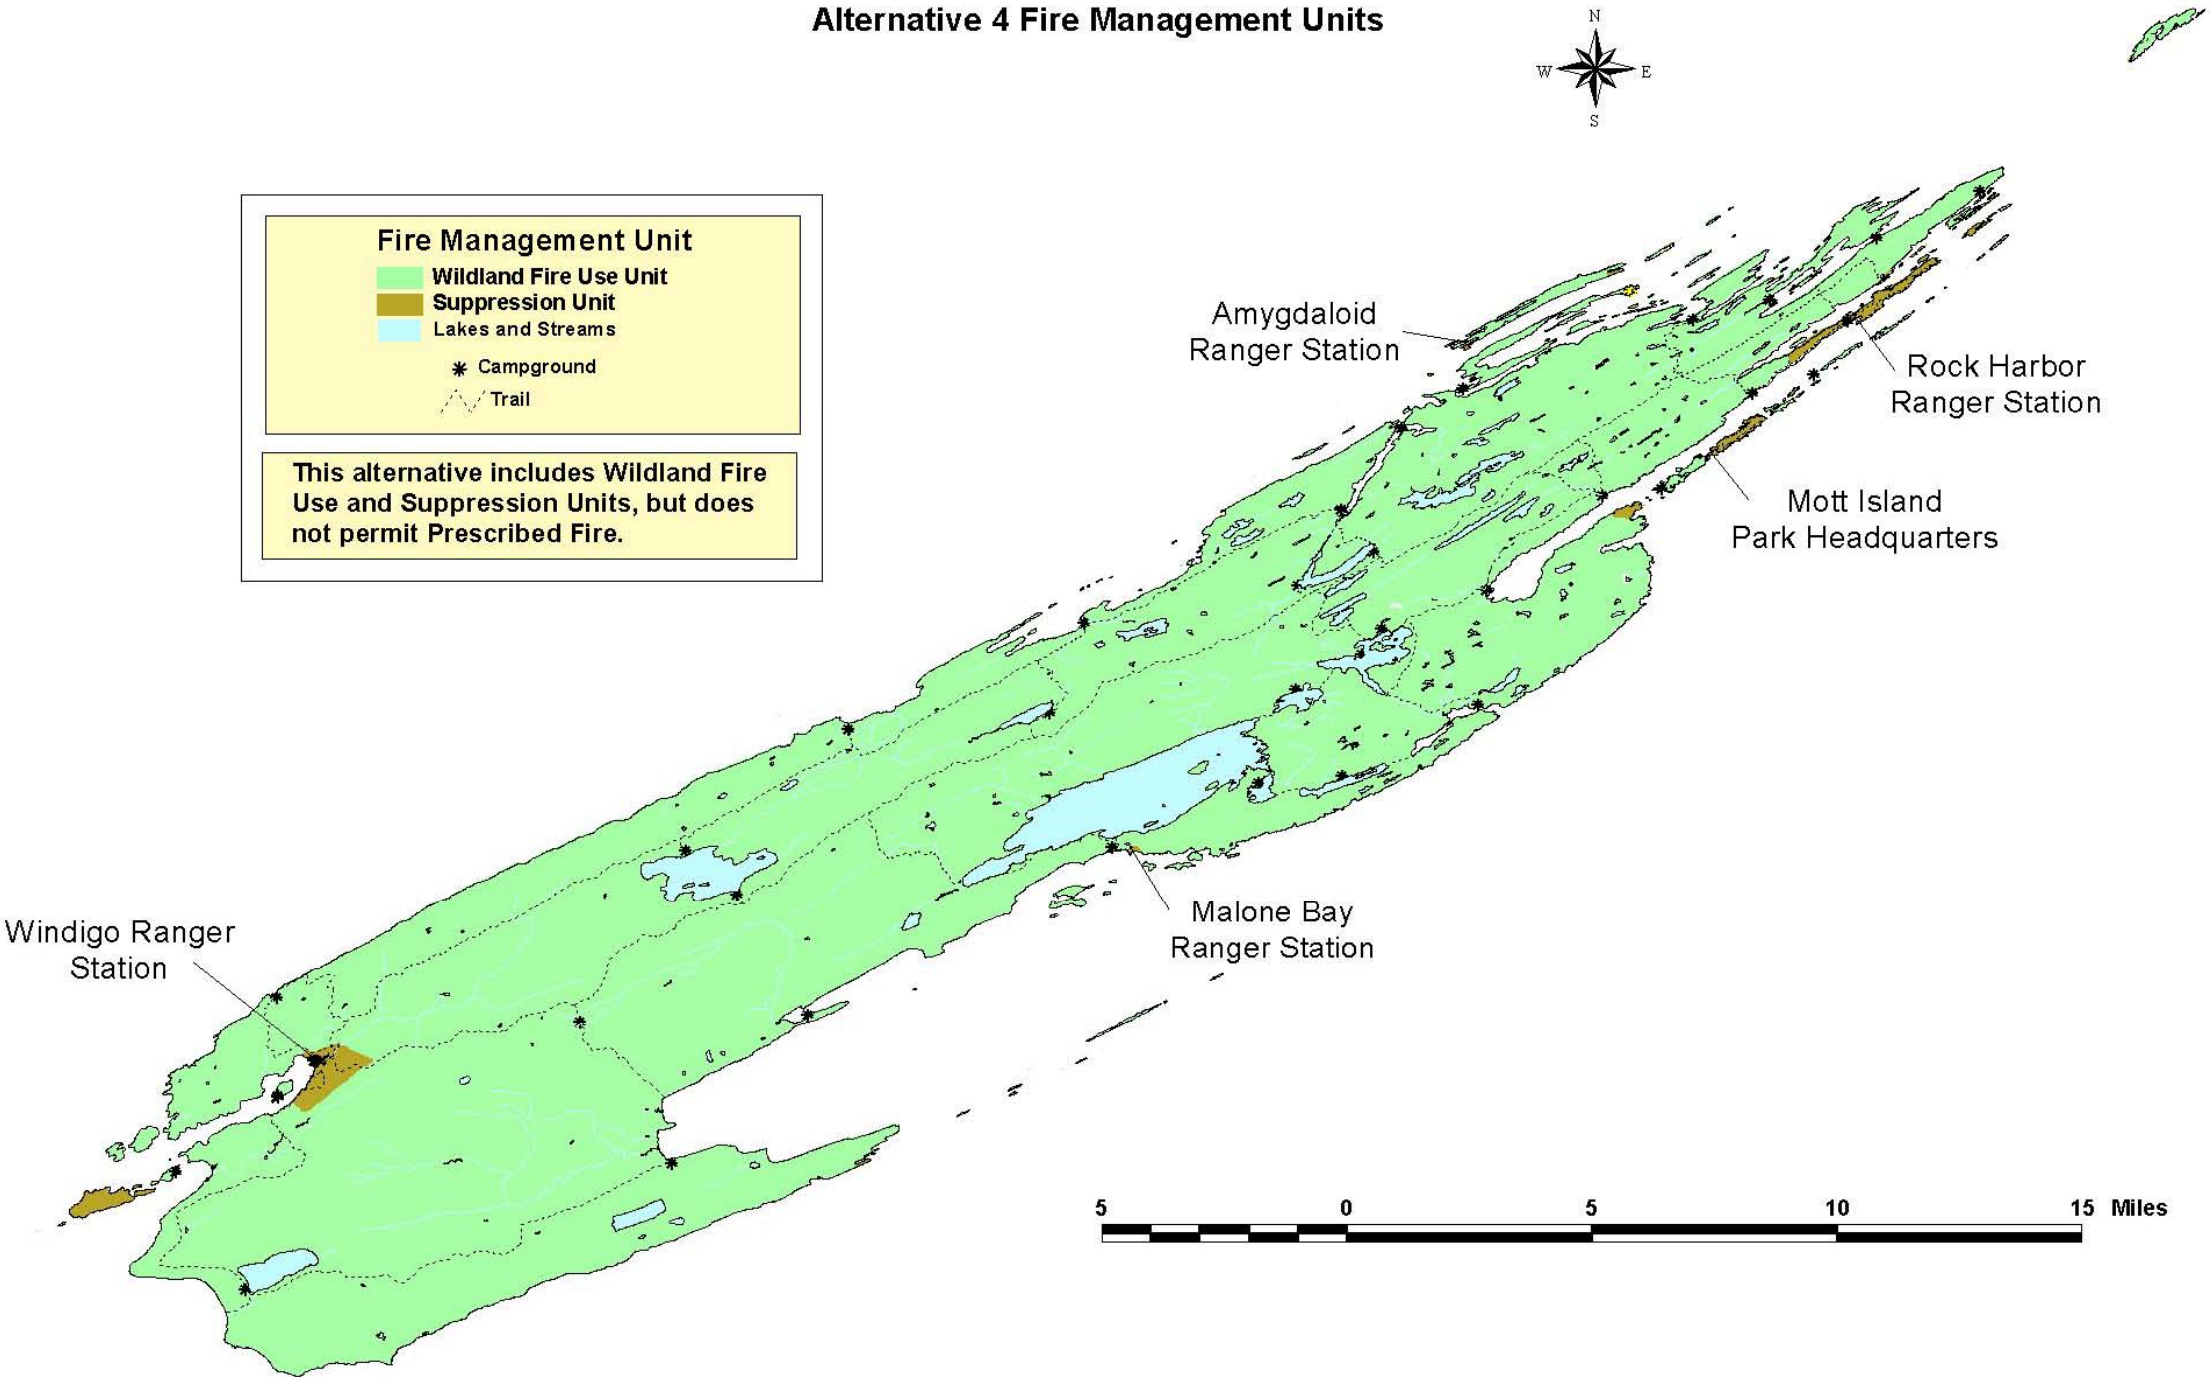 Alternative 4 Fire Management Units
N
W E
S
Fire Management Unit
Wildland Fire Use Unit
Suppression Unit
Lakes and Streams
Campground
Trail
This alternative includes Wildland Fire
Use and Suppression Units, but does
not permit Prescribed Fire.
Amygdaloid
Ranger Station
Rock Harbor
Ranger Station
Mott Island
Park Headquarters
Malone Bay
Ranger Station
Windigo Ranger
Station
5 0 5 10 15 Miles